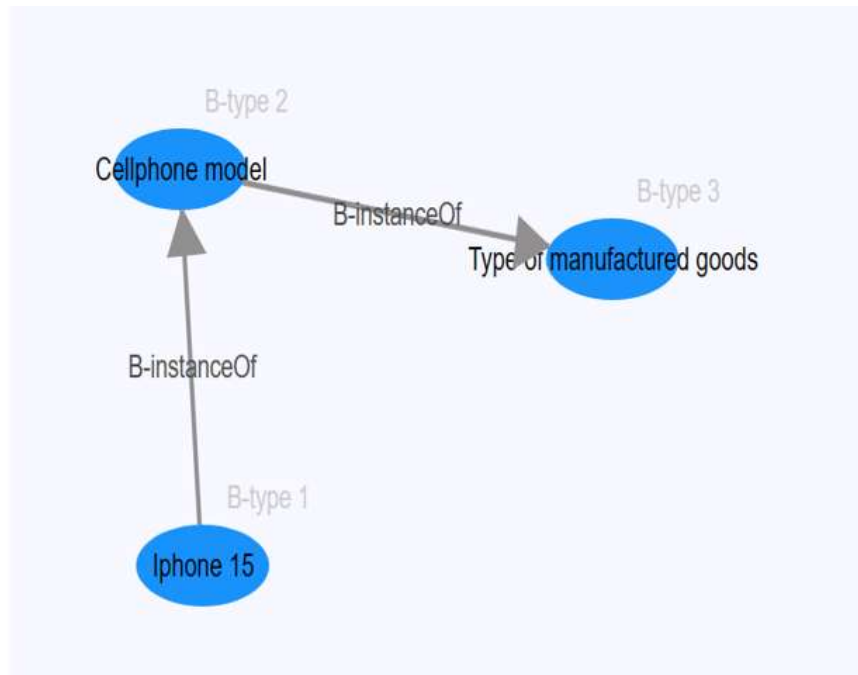 B-type 2
Cellphone model
B-type 3
B-instanceOf
Type of manufactured goods
B-instanceOf
B-type 1
Iphone 15